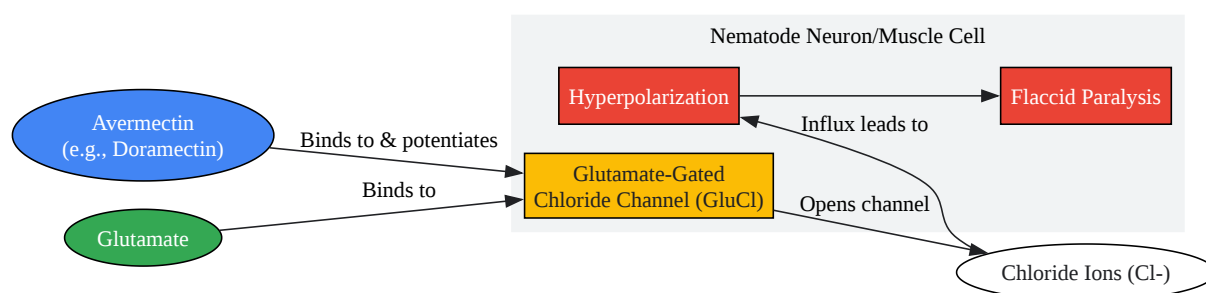 Nematode Neuron/Muscle Cell
Hyperpolarization
Flaccid Paralysis
Avermectin
(e.g., Doramectin)
Binds to & potentiates
Influx leads to
Glutamate-Gated
Chloride Channel (GluCl)
Binds to
Opens channel
Glutamate
Chloride Ions (Cl-)